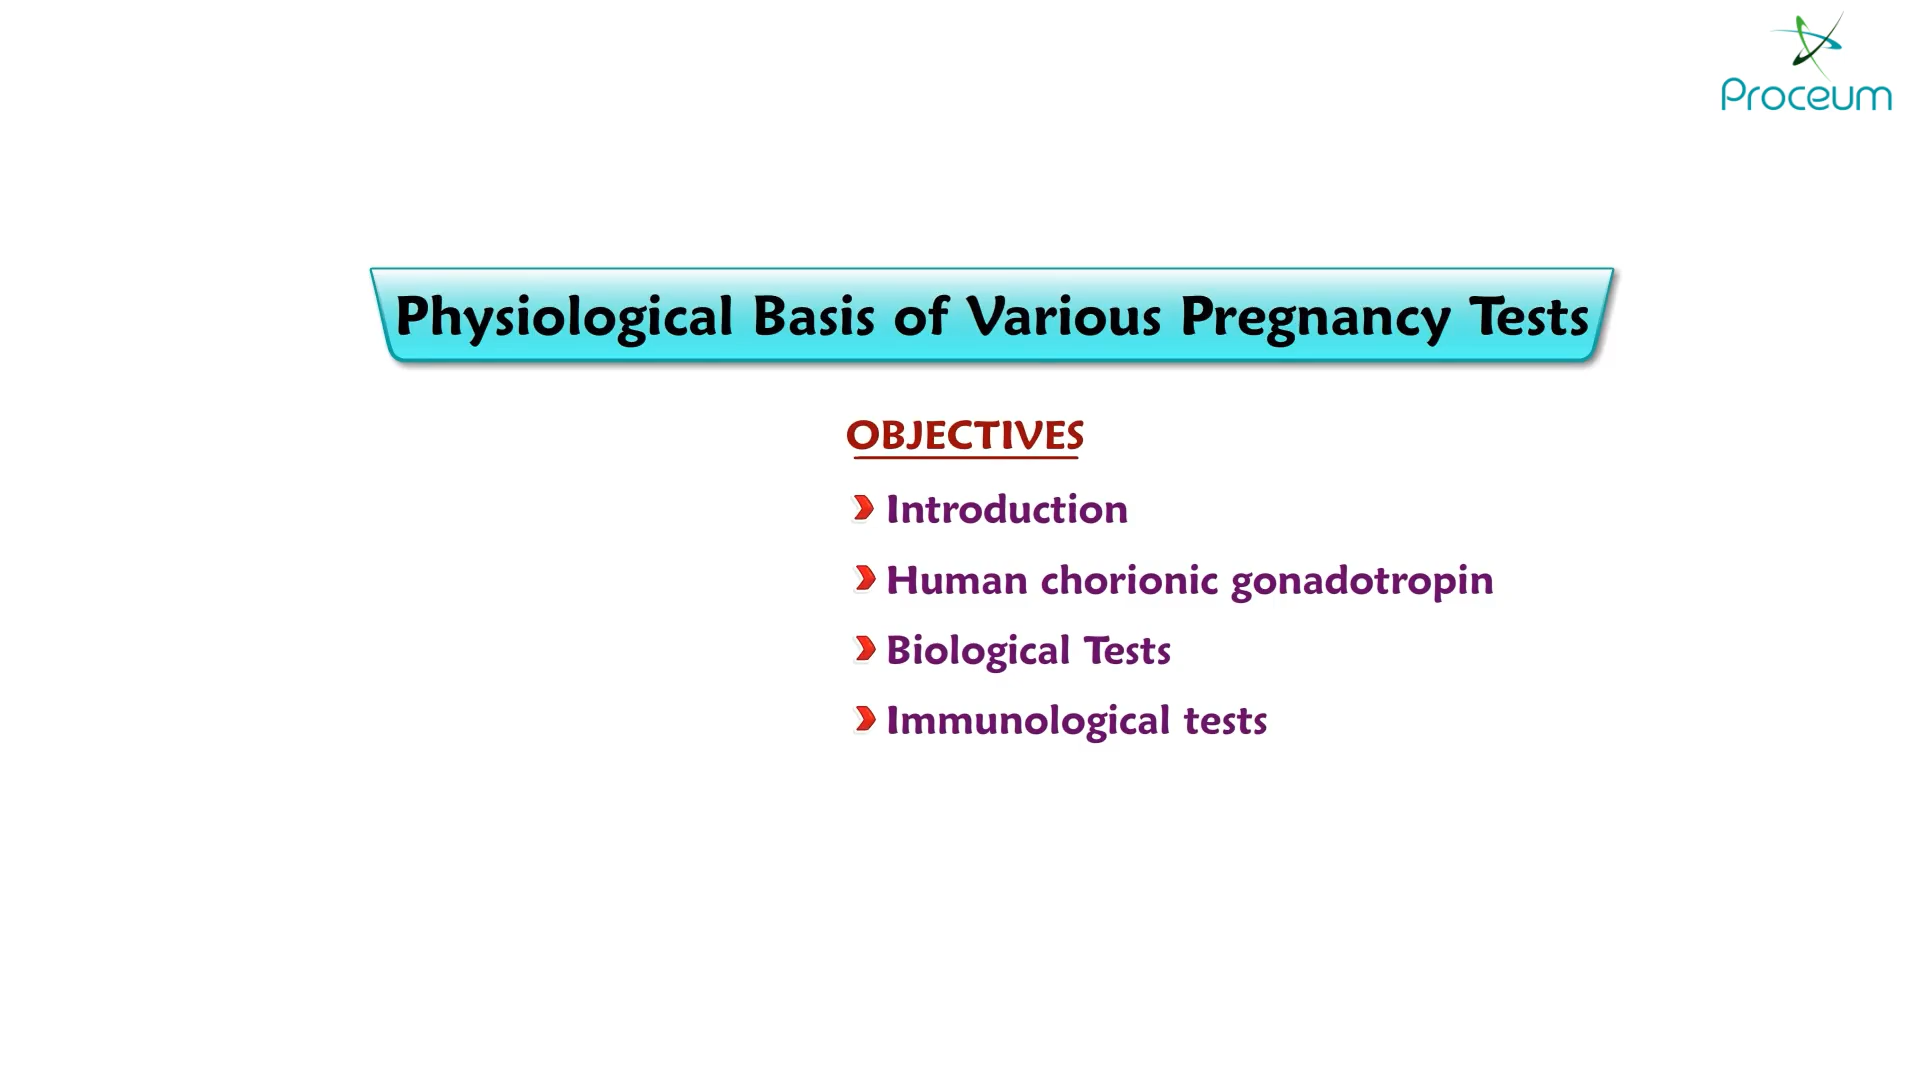 Proceum
Physiological Basis of Various Pregnancy Tests
OBJECTIVES
Introduction
Human chorionic gonadotropin
Biological Tests
Immunological tests